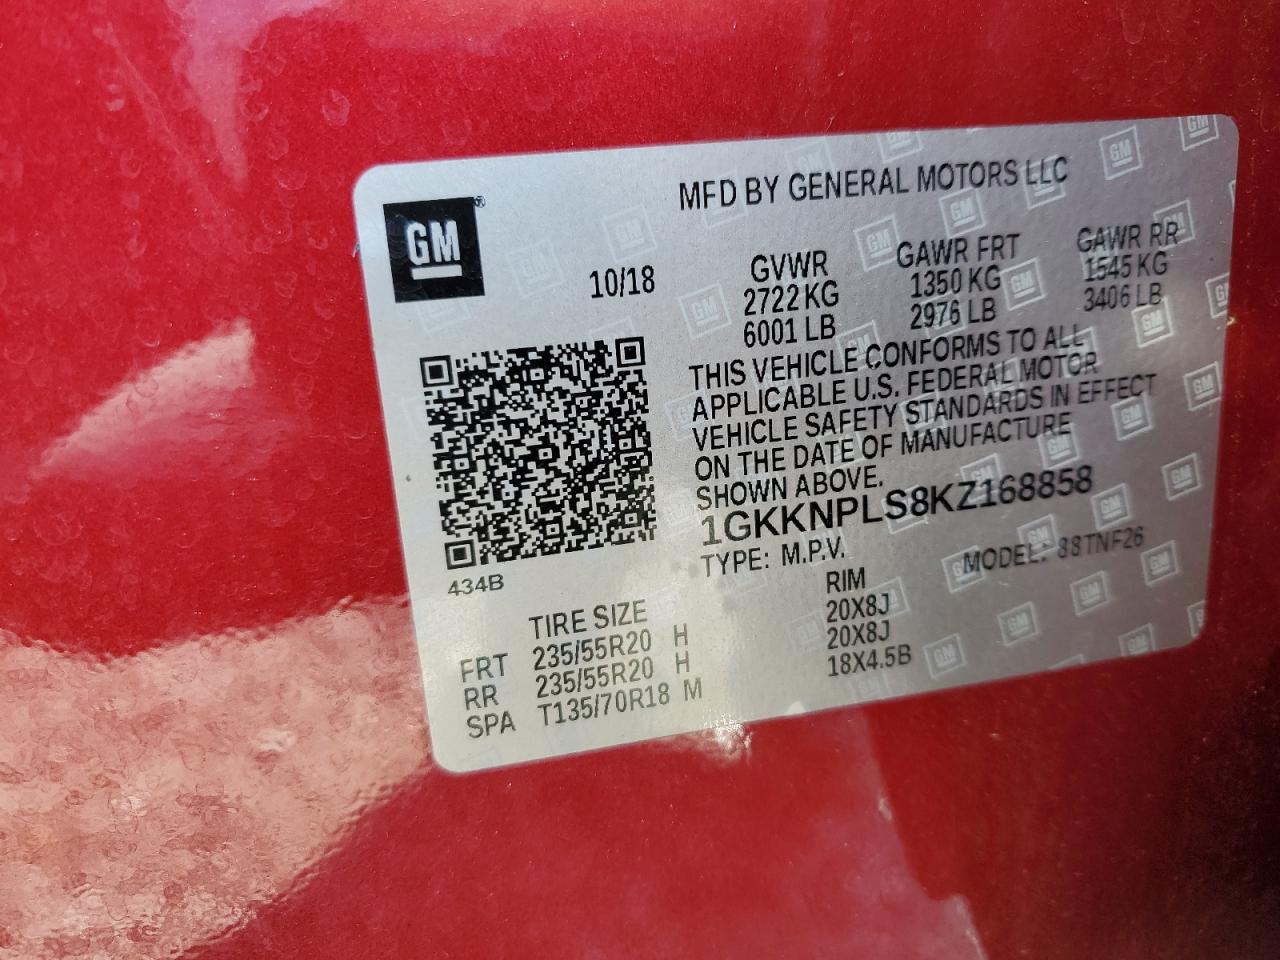 GM
MFD BY GENERAL MOTORS LLC
10/18
GVWR GAWR FRT GAWR RR
2722 KG 1350 KG 1545 KG
6001 LB 2976 LB 3406 LB
THIS VEHICLE CONFORMS TO ALL
APPLICABLE U.S. FEDERAL MOTOR
VEHICLE SAFETY STANDARDS IN EFFECT
ON THE DATE OF MANUFACTURE
SHOWN ABOVE.
1GKKNPLS8KZ168858
TYPE: M.P.V. MODEL: 88TNF26
434B
TIRE SIZE RIM
FRT 235/55R20 H 20X8J
RR 235/55R20 H 20X8J
SPA T135/70R18 M 18X4.5B